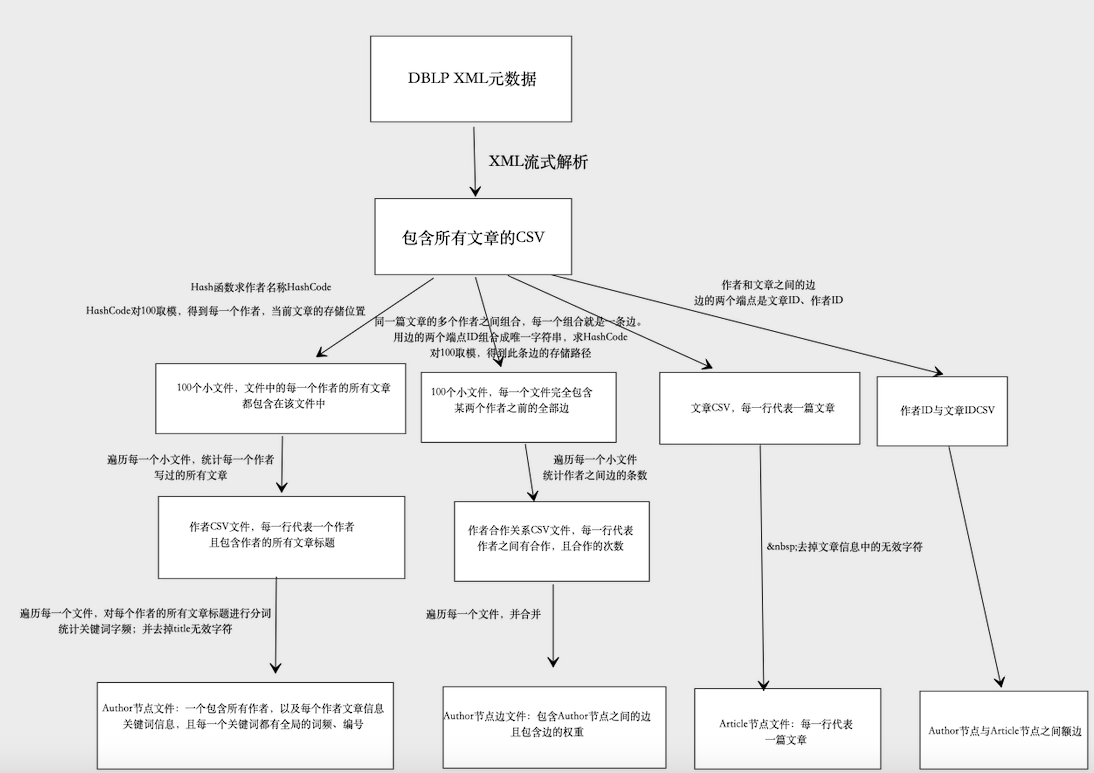 DBLP XML元数据
XML流式解析
包含所有文章的CSV
Hash函数求作者名称HashCode
HashCode对100取模，得到每一个作者，当前文章的存储位置
同一篇文章的多个作者之间组合，每一个组合就是一条边。
用边的两个端点ID组合成唯一字符串，求HashCode
对100取模，得到此条边的存储路径
作者和文章之间的边
边的两个端点是文章ID、作者ID
100个小文件，文件中的每一个作者的所有文章
都包含在该文件中
100个小文件，每一个文件完全包含
某两个作者之前的全部边
文章CSV，每一行代表一篇文章
作者ID与文章IDCSV
遍历每一个小文件，统计每一个作者
写过的所有文章
遍历每一个小文件
统计作者之间边的条数
作者CSV文件，每一行代表一个作者
且包含作者的所有文章标题
作者合作关系CSV文件，每一行代表
作者之间有合作，且合作的次数
&nbsp;去掉文章信息中的无效字符
遍历每一个文件，对每个作者的所有文章标题进行分词
统计关键词字频；并去掉title无效字符
遍历每一个文件，并合并
Author节点文件：一个包含所有作者，以及每个作者文章信息
关键词信息，且每一个关键词都有全局的词频、编号
Author节点边文件：包含Author节点之间的边
且包含边的权重
Article节点文件：每一行代表
一篇文章
Author节点与Article节点之间额边